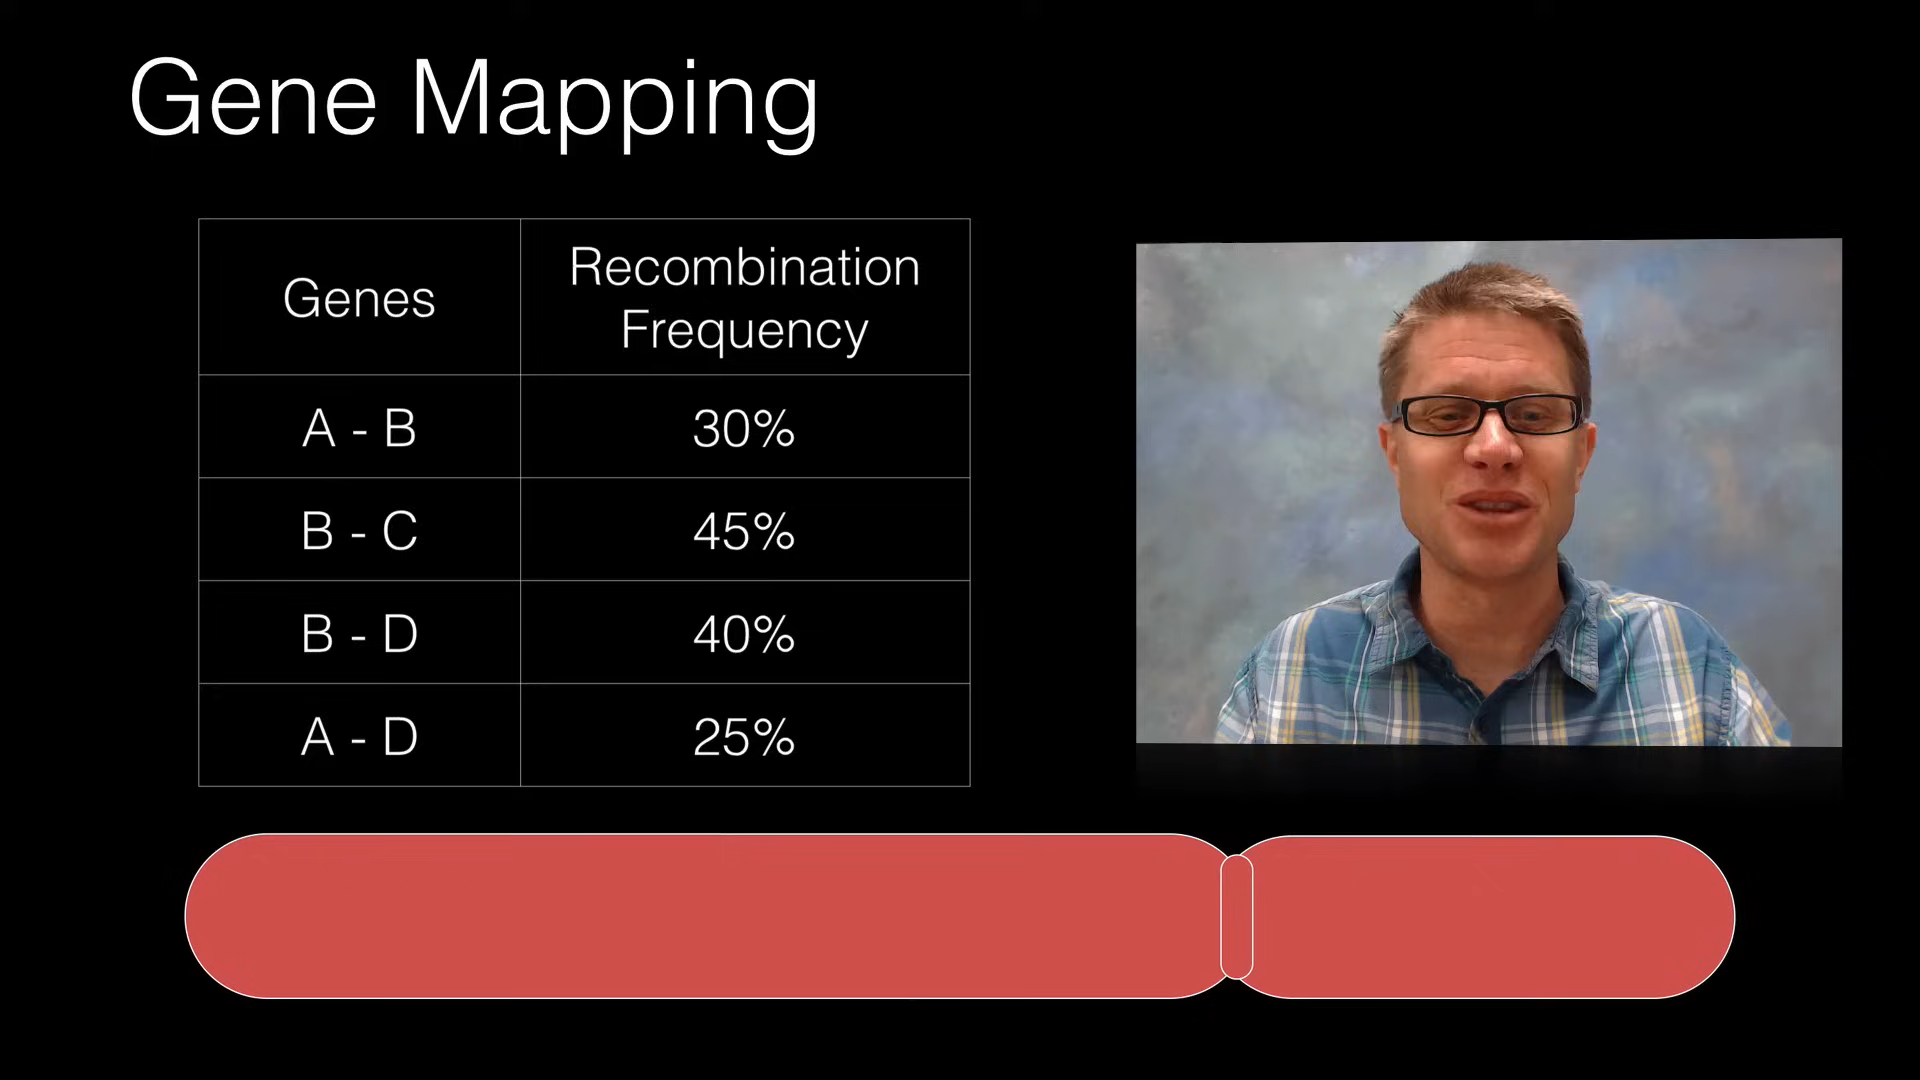 Gene Mapping
Genes
Recombination
Frequency
A - B
30%
B - C
45%
B - D
40%
A - D
25%